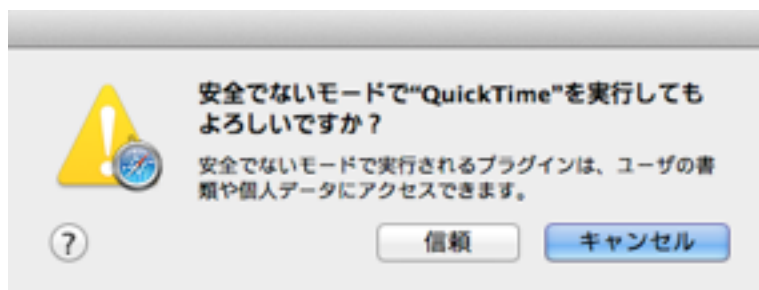 安全でないモードで“QuickTime"を実行しても
よろしいですか？
安全でないモードで実行されるプラグインは、ユーザの書
類や個人データにアクセスできます。
?
信頼
キャンセル